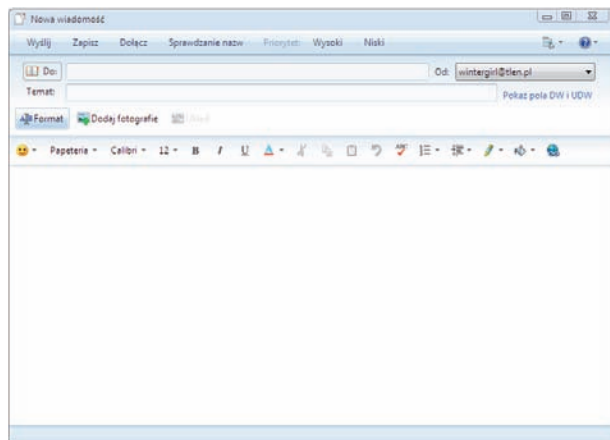 Nowa wiadomość
Wyślij Zapisz Dołącz Sprawdzanie nazw Priorytet: Wysoki Niski
Do: Od: wintergirl@tlen.pl
Temat: Pokaż pola DW i UDW
Format Dodaj fotografie
Papeteria Calibri 12 B I U A ABC